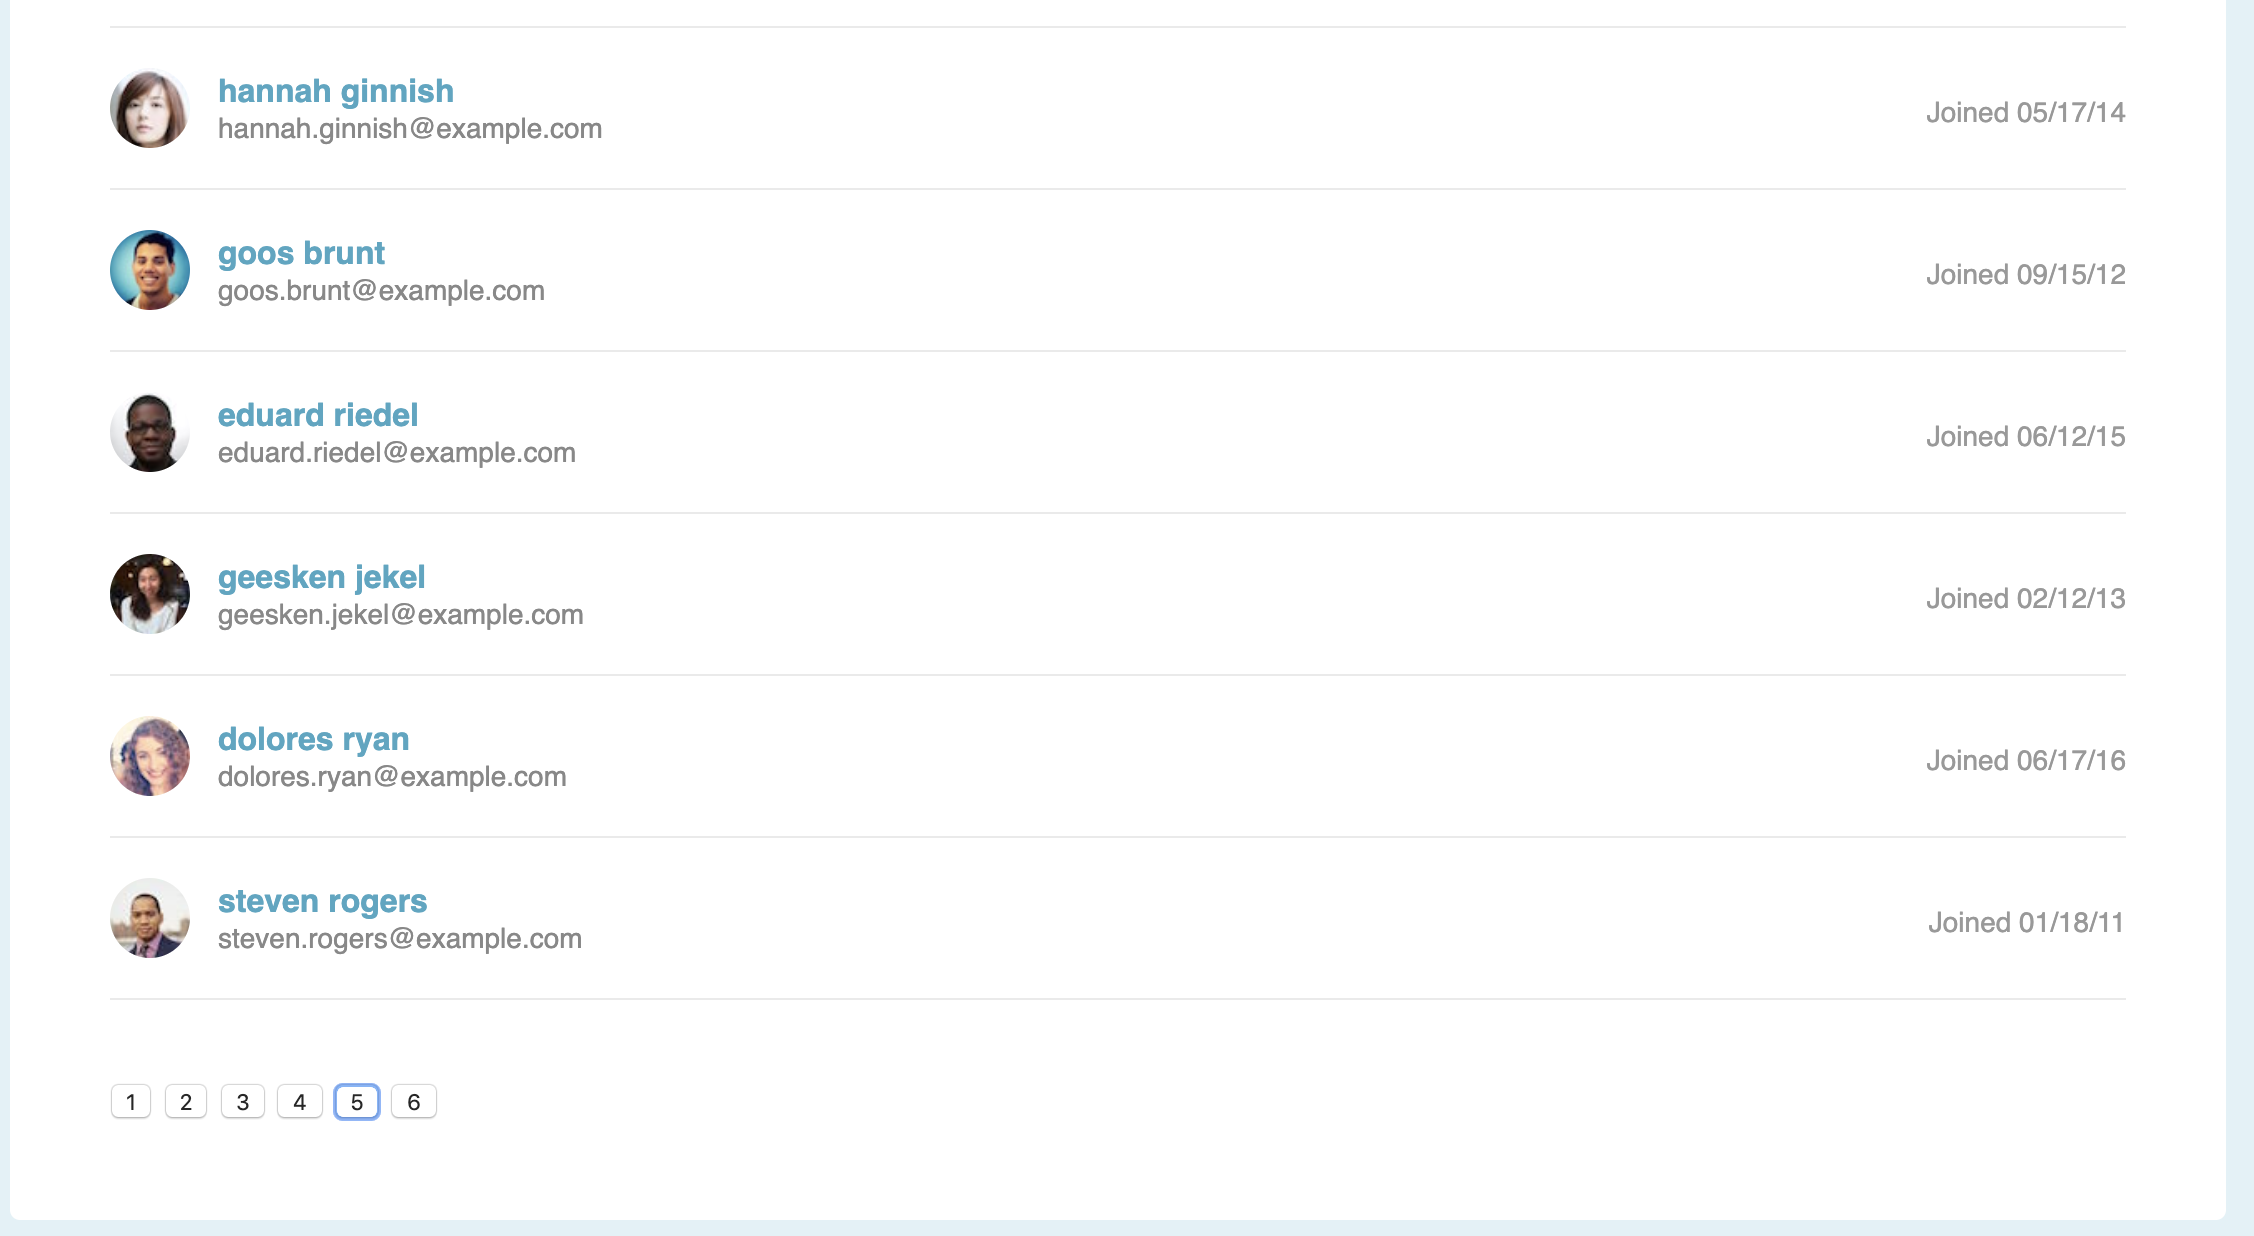 hannah ginnish
hannah.ginnish@example.com
Joined 05/17/14
goos brunt
goos.brunt@example.com
Joined 09/15/12
eduard riedel
eduard.riedel@example.com
Joined 06/12/15
geesken jekel
geesken.jekel@example.com
Joined 02/12/13
dolores ryan
dolores.ryan@example.com
Joined 06/17/16
steven rogers
steven.rogers@example.com
Joined 01/18/11
1 2 3 4 5 6